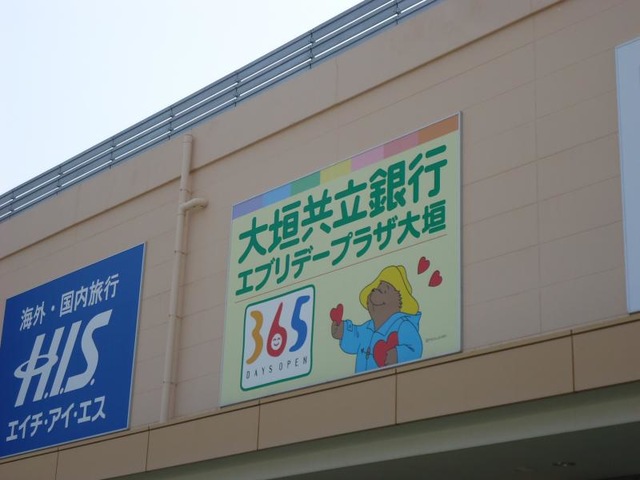 海外・国内旅行
H.I.S.
エイチ・アイ・エス
大垣共立銀行
エブリデープラザ大垣
365
DAYS OPEN